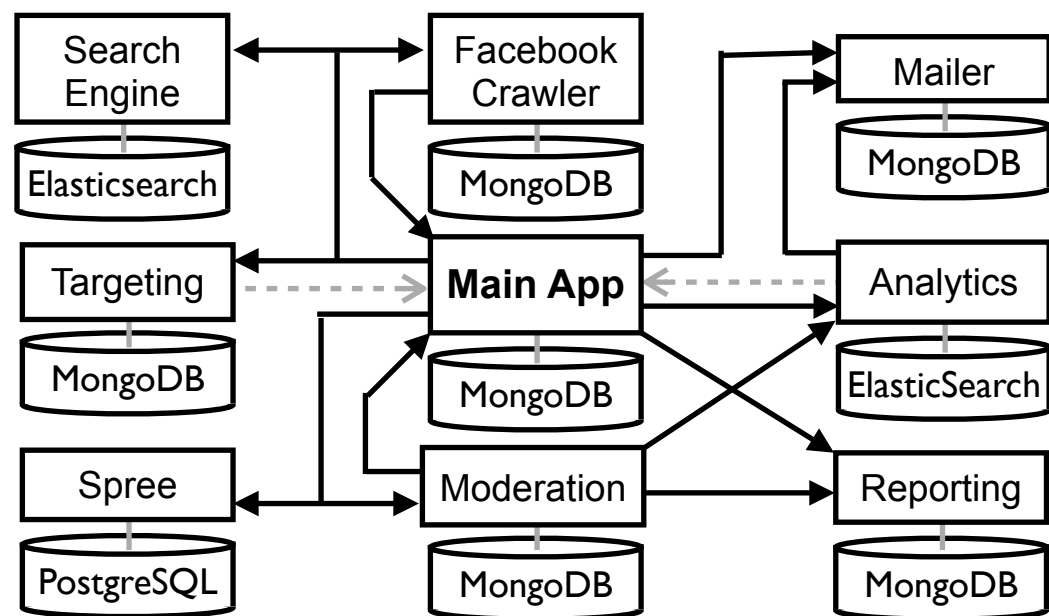 Search
Engine
Elasticsearch
Facebook
Crawler
MongoDB
Mailer
MongoDB
Targeting
MongoDB
Main App
MongoDB
Analytics
ElasticSearch
Spree
PostgreSQL
Moderation
MongoDB
Reporting
MongoDB